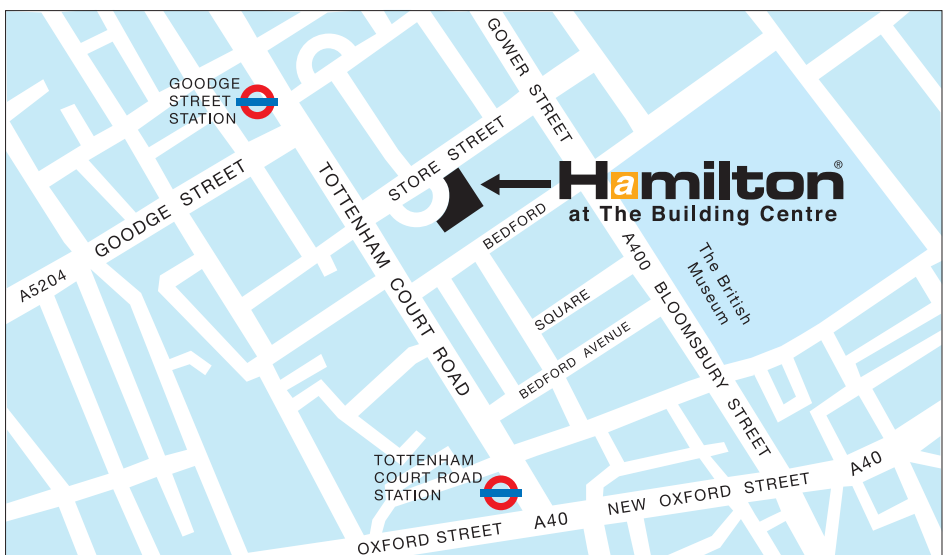 GOWER STREET
GOODGE
STREET
STATION
STORE STREET
Hamilton®
at The Building Centre
GOODGE STREET
TOTTENHAM COURT ROAD
BEDFORD
A5204
A400 BLOOMSBURY STREET
The British
Museum
SQUARE
BEDFORD AVENUE
TOTTENHAM
COURT ROAD
STATION
A40
NEW OXFORD STREET
A40
OXFORD STREET